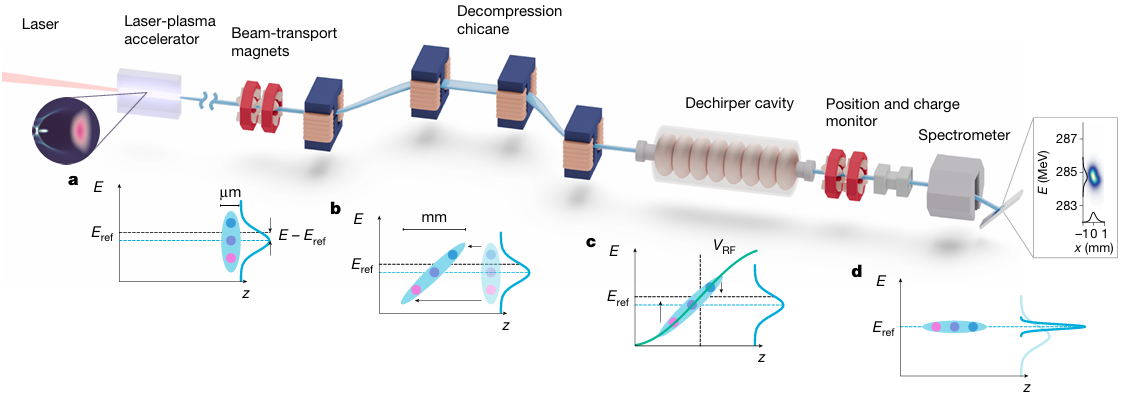 Laser
Laser-plasma
accelerator
Beam-transport
magnets
Decompression
chicane
Dechirper cavity
Position and charge
monitor
Spectrometer
287
285
283
E (MeV)
–1 0 1
x (mm)
a
E
μm
E_ref
E – E_ref
z
b
E
mm
E_ref
z
c
E
V_RF
E_ref
z
d
E
E_ref
z